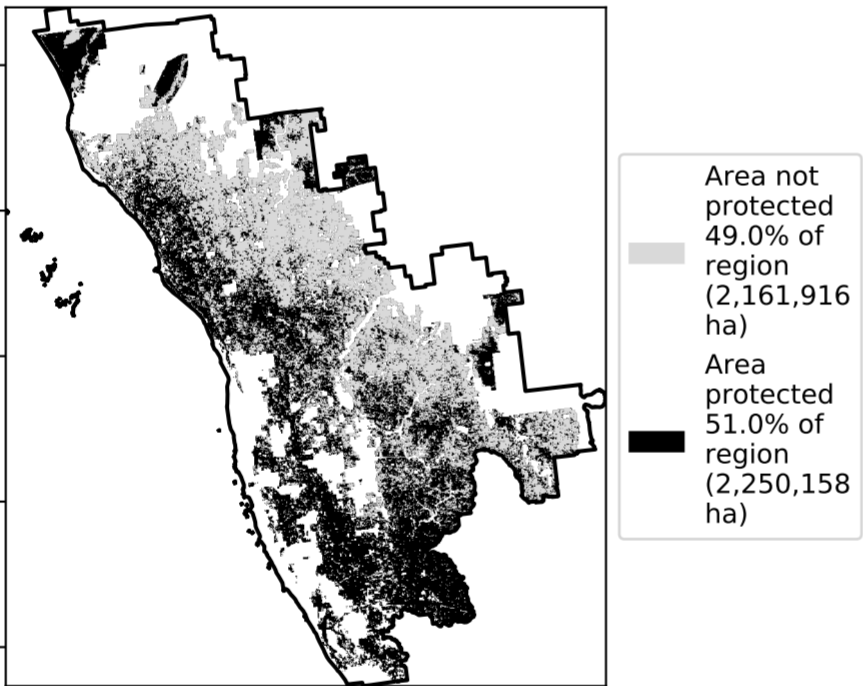 Area not
protected
49.0% of
region
(2,161,916
ha)
Area
protected
51.0% of
region
(2,250,158
ha)